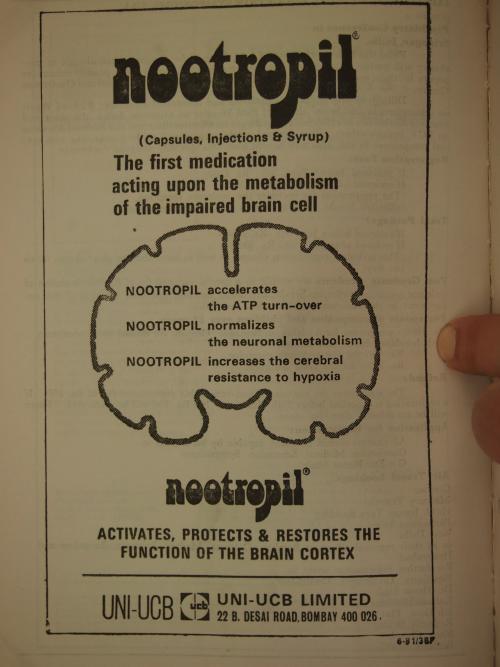 nootropil®
(Capsules, Injections & Syrup)
The first medication
acting upon the metabolism
of the impaired brain cell
NOOTROPIL accelerates
the ATP turn-over
NOOTROPIL normalizes
the neuronal metabolism
NOOTROPIL increases the cerebral
resistance to hypoxia
nootropil®
ACTIVATES, PROTECTS & RESTORES THE
FUNCTION OF THE BRAIN CORTEX
UNI-UCB ucb UNI-UCB LIMITED
22 B. DESAI ROAD, BOMBAY 400 026.